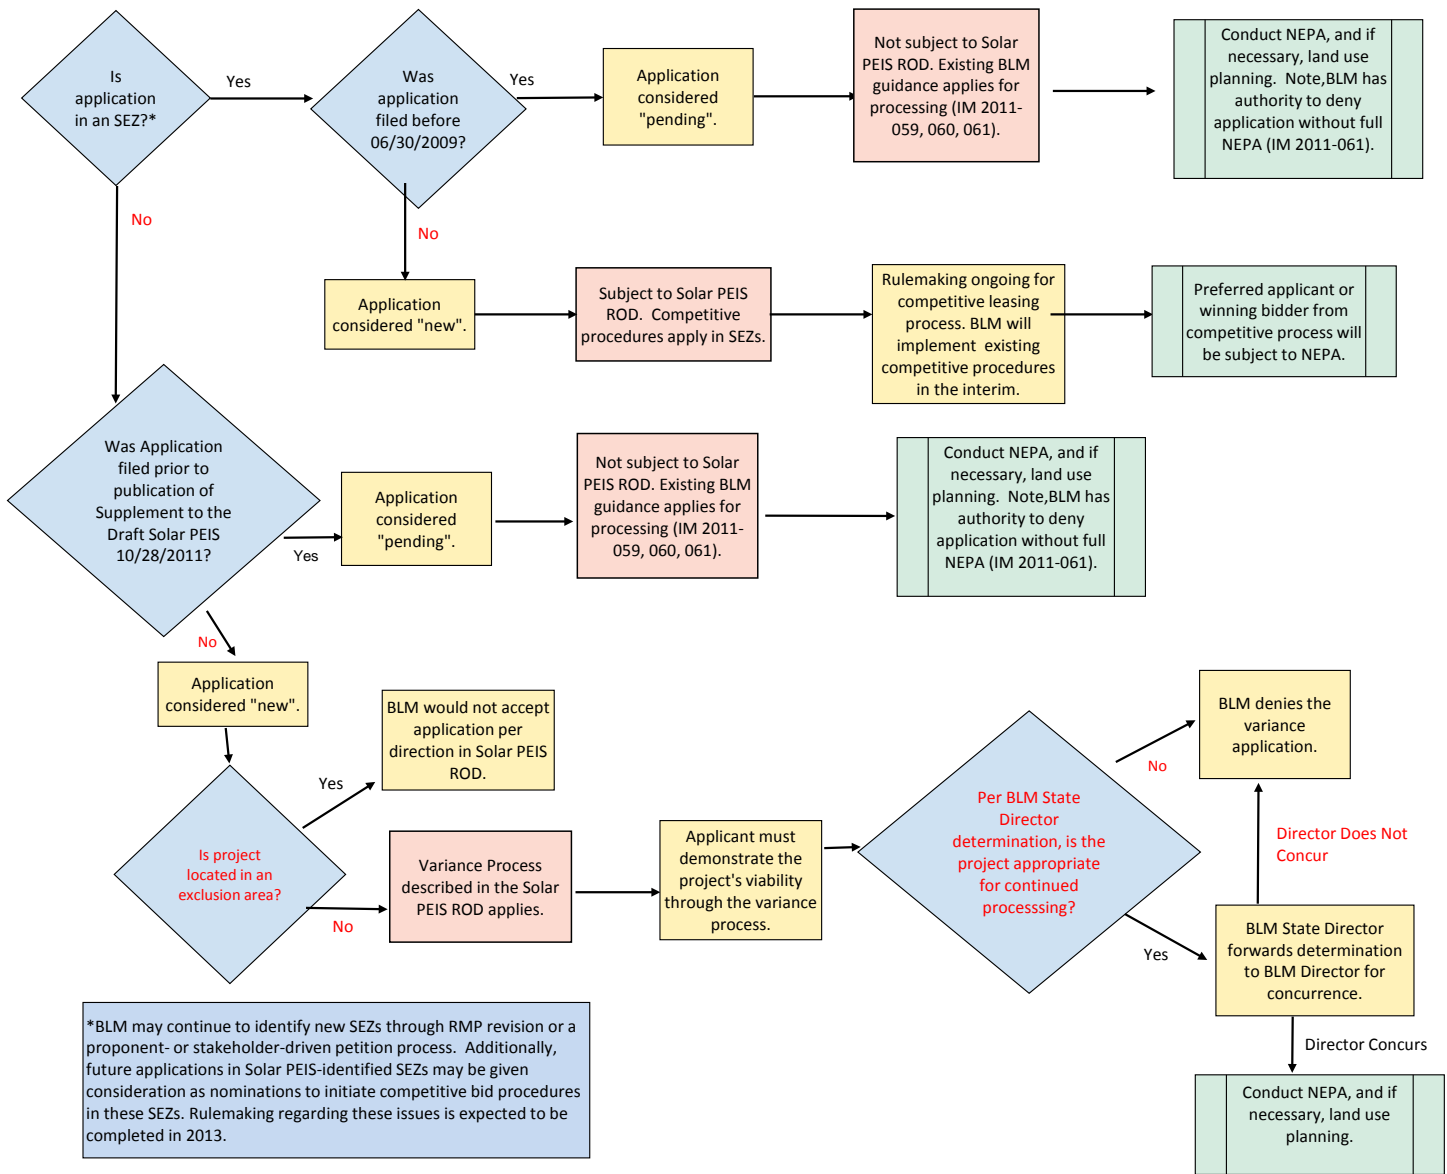 Is
application
in an SEZ?*
Yes
Was
application
filed before
06/30/2009?
Yes
Application
considered
"pending".
Not subject to Solar
PEIS ROD. Existing BLM
guidance applies for
processing (IM 2011-
059, 060, 061).
Conduct NEPA, and if
necessary, land use
planning.  Note,BLM has
authority to deny
application without full
NEPA (IM 2011-061).
No
No
Application
considered "new".
Subject to Solar PEIS
ROD.  Competitive
procedures apply in SEZs.
Rulemaking ongoing for
competitive leasing
process. BLM will
implement  existing
competitive procedures
in the interim.
Preferred applicant or
winning bidder from
competitive process will
be subject to NEPA.
Was Application
filed prior to
publication of
Supplement to the
Draft Solar PEIS
10/28/2011?
Yes
Application
considered
"pending".
Not subject to Solar
PEIS ROD. Existing BLM
guidance applies for
processing (IM 2011-
059, 060, 061).
Conduct NEPA, and if
necessary, land use
planning.  Note,BLM has
authority to deny
application without full
NEPA (IM 2011-061).
No
Application
considered "new".
BLM would not accept
application per
direction in Solar PEIS
ROD.
Yes
Is project
located in an
exclusion area?
No
Variance Process
described in the Solar
PEIS ROD applies.
Applicant must
demonstrate the
project's viability
through the variance
process.
Per BLM State
Director
determination, is the
project appropriate
for continued
processsing?
No
BLM denies the
variance
application.
Director Does Not
Concur
Yes
BLM State Director
forwards determination
to BLM Director for
concurrence.
Director Concurs
Conduct NEPA, and if
necessary, land use
planning.
*BLM may continue to identify new SEZs through RMP revision or a
proponent- or stakeholder-driven petition process.  Additionally,
future applications in Solar PEIS-identified SEZs may be given
consideration as nominations to initiate competitive bid procedures
in these SEZs. Rulemaking regarding these issues is expected to be
completed in 2013.